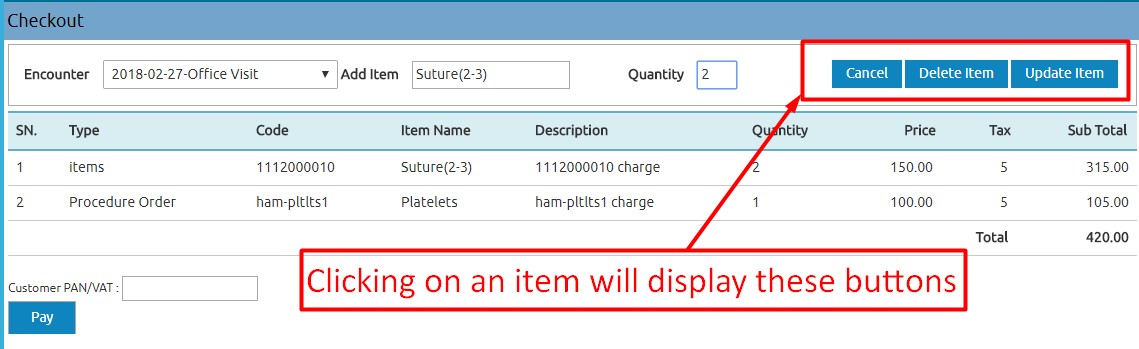 Checkout
Encounter 2018-02-27-Office Visit Add Item Suture(2-3) Quantity 2 Cancel Delete Item Update Item
SN. Type Code Item Name Description Quantity Price Tax Sub Total
1 items 1112000010 Suture(2-3) 1112000010 charge 2 150.00 5 315.00
2 Procedure Order ham-pltlts1 Platelets ham-pltlts1 charge 1 100.00 5 105.00
Total 420.00
Clicking on an item will display these buttons
Customer PAN/VAT :
Pay